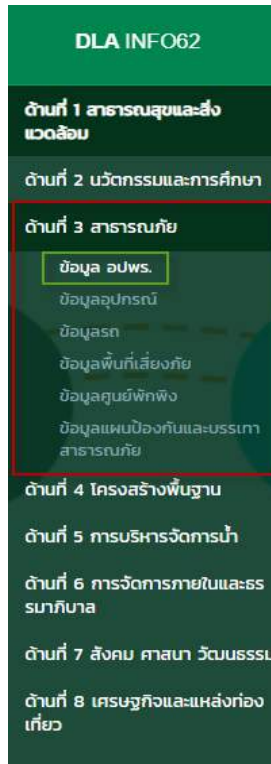 DLA INFO62
ด้านที่ 1 สาธารณสุขและสิ่ง
แวดล้อม
ด้านที่ 2 นวัตกรรมและการศึกษา
ด้านที่ 3 สาธารณภัย
ข้อมูล อปพร.
ข้อมูลอุปกรณ์
ข้อมูลรถ
ข้อมูลพื้นที่เสี่ยงภัย
ข้อมูลศูนย์พักพิง
ข้อมูลแผนป้องกันและบรรเทา
สาธารณภัย
ด้านที่ 4 โครงสร้างพื้นฐาน
ด้านที่ 5 การบริหารจัดการน้ำ
ด้านที่ 6 การจัดการภายในและธร
รมาภิบาล
ด้านที่ 7 สังคม ศาสนา วัฒนธรรม
ด้านที่ 8 เศรษฐกิจและแหล่งท่อง
เที่ยว